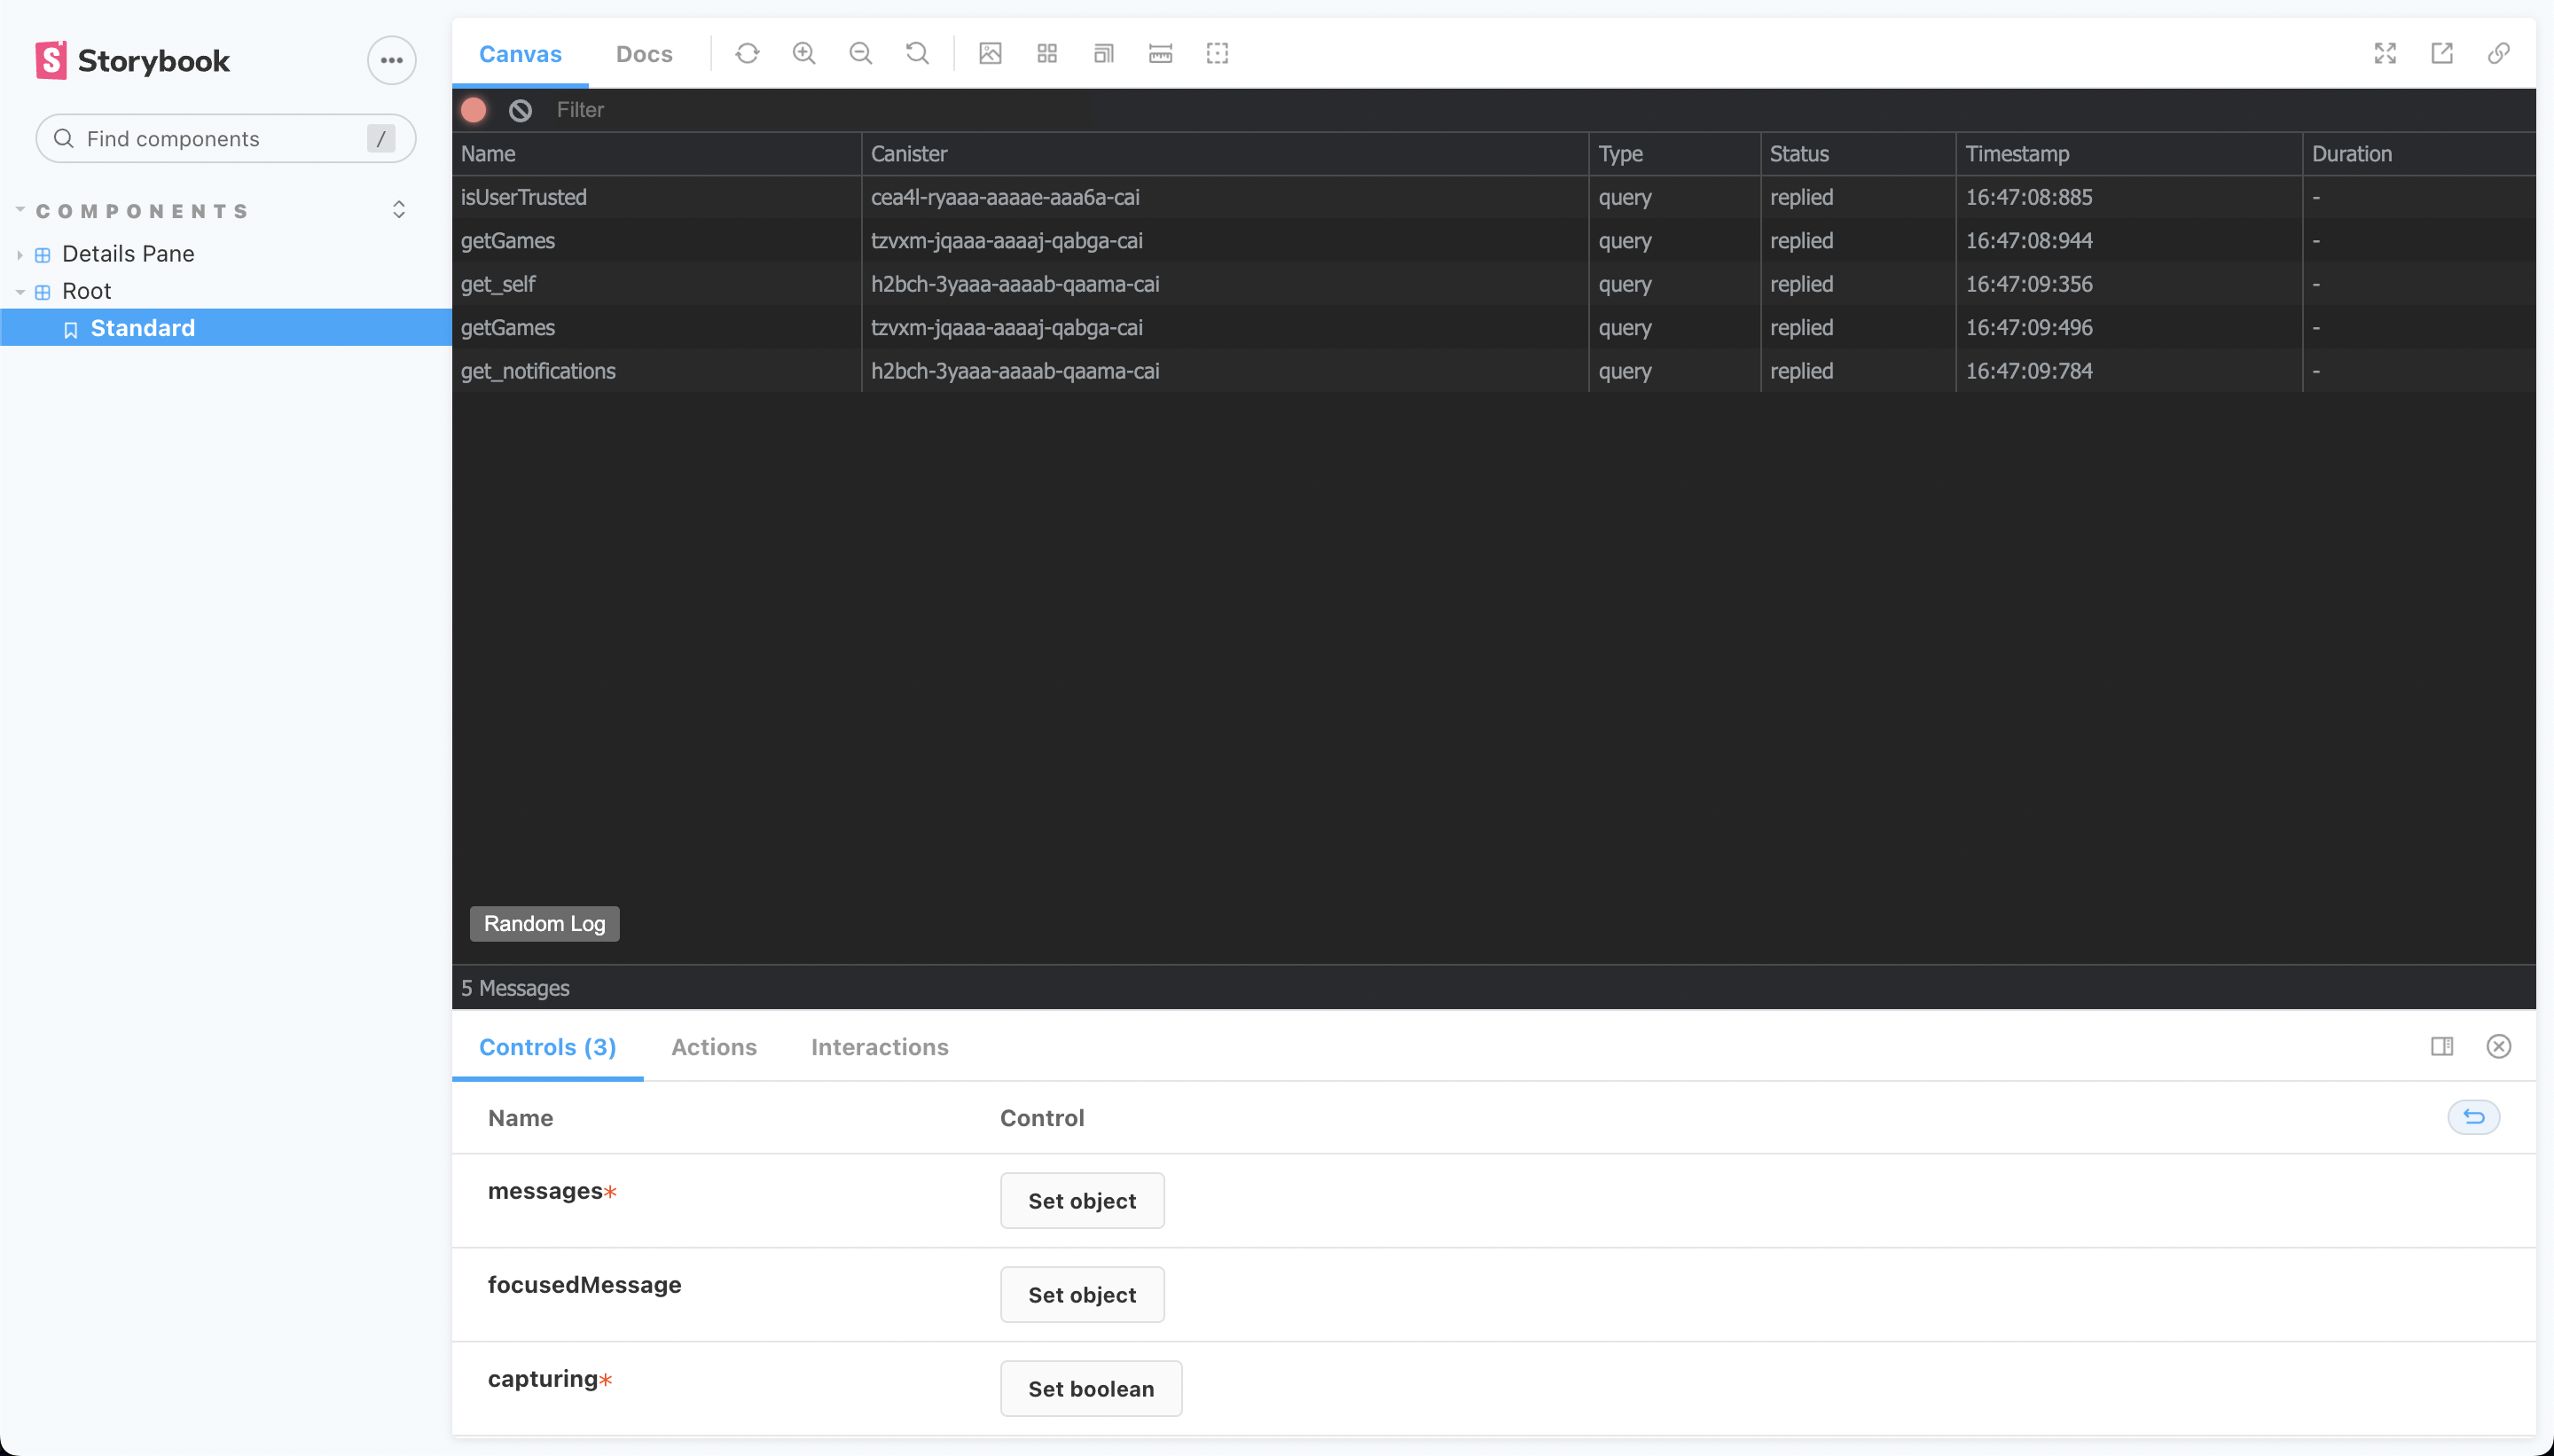 Storybook
Find components /
COMPONENTS
Details Pane
Root
Standard
Canvas Docs
Filter
Name Canister Type Status Timestamp Duration
isUserTrusted cea4l-ryaaa-aaaae-aaa6a-cai query replied 16:47:08:885 -
getGames tzvxm-jqaaa-aaaaj-qabga-cai query replied 16:47:08:944 -
get_self h2bch-3yaaa-aaaab-qaama-cai query replied 16:47:09:356 -
getGames tzvxm-jqaaa-aaaaj-qabga-cai query replied 16:47:09:496 -
get_notifications h2bch-3yaaa-aaaab-qaama-cai query replied 16:47:09:784 -
Random Log
5 Messages
Controls (3) Actions Interactions
Name Control
messages* Set object
focusedMessage Set object
capturing* Set boolean